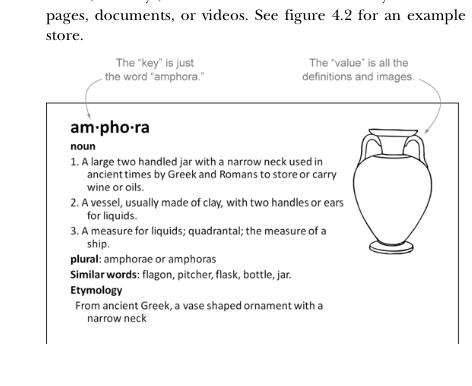 pages, documents, or videos. See figure 4.2 for an example
store.
The “key” is just
the word “amphora.”
The “value” is all the
definitions and images.
am·pho·ra
noun
1. A large two handled jar with a narrow neck used in
ancient times by Greek and Romans to store or carry
wine or oils.
2. A vessel, usually made of clay, with two handles or ears
for liquids.
3. A measure for liquids; quadrantal; the measure of a
ship.
plural: amphorae or amphoras
Similar words: flagon, pitcher, flask, bottle, jar.
Etymology
From ancient Greek, a vase shaped ornament with a
narrow neck